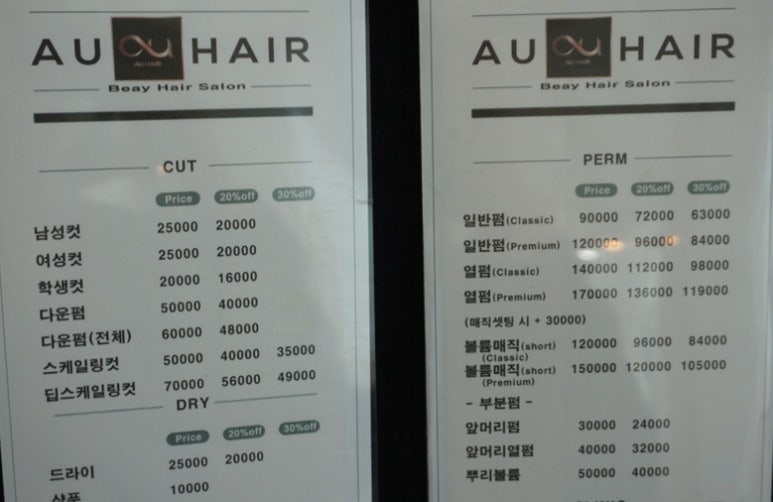 AU HAIR
AU HAIR
Beay Hair Salon
CUT
Price 20%off 30%off
남성컷 25000 20000
여성컷 25000 20000
학생컷 20000 16000
다운펌 50000 40000
다운펌(전체) 60000 48000
스케일링컷 50000 40000 35000
딥스케일링컷 70000 56000 49000
DRY
Price 20%off 30%off
드라이 25000 20000
샴푸 10000
AU HAIR
AU HAIR
Beay Hair Salon
PERM
Price 20%off 30%off
일반펌(Classic) 90000 72000 63000
일반펌(Premium) 120000 96000 84000
열펌(Classic) 140000 112000 98000
열펌(Premium) 170000 136000 119000
(매직셋팅 시 + 30000)
볼륨매직(short) 120000 96000 84000
(Classic)
볼륨매직(short) 150000 120000 105000
(Premium)
- 부분펌 -
앞머리펌 30000 24000
앞머리열펌 40000 32000
뿌리볼륨 50000 40000